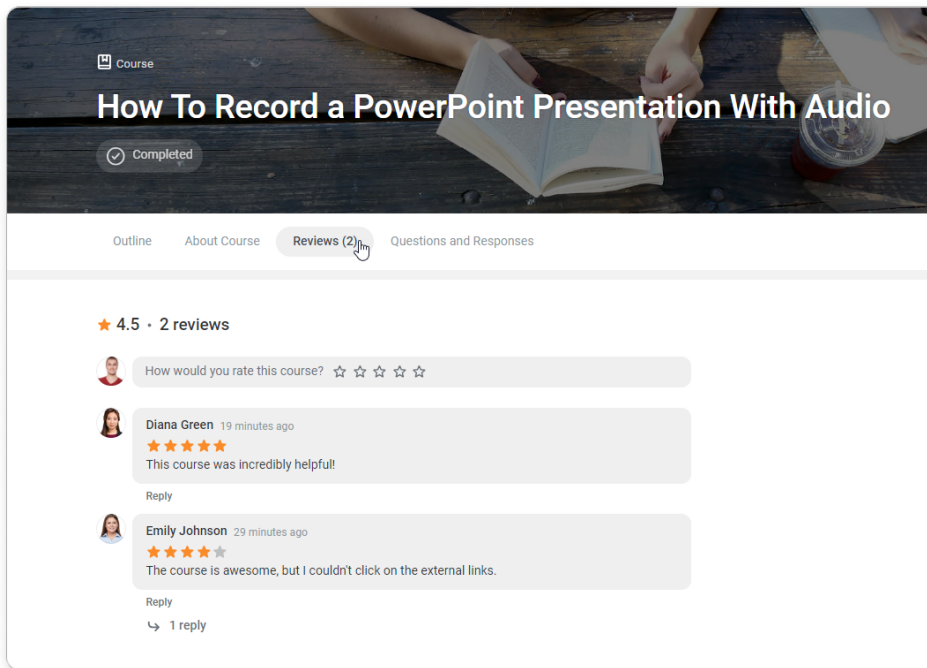 Course
How To Record a PowerPoint Presentation With Audio
Completed
Outline About Course Reviews (2) Questions and Responses
4.5 • 2 reviews
How would you rate this course?
Diana Green 19 minutes ago
This course was incredibly helpful!
Reply
Emily Johnson 29 minutes ago
The course is awesome, but I couldn't click on the external links.
Reply
1 reply